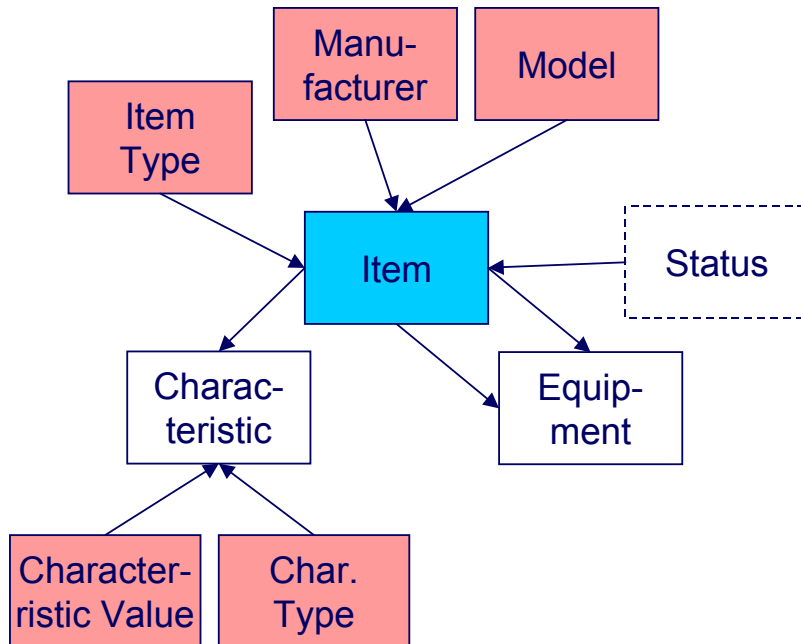 Manu-
facturer
Model
Item
Type
Item
Status
Charac-
teristic
Equip-
ment
Character-
ristic Value
Char.
Type